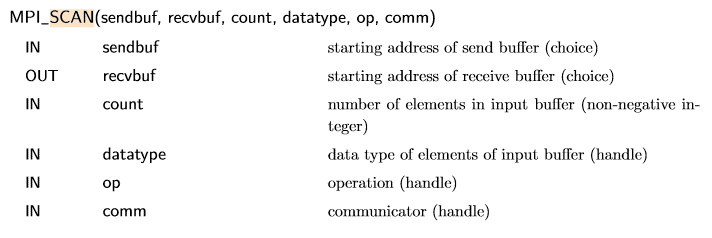 MPI_SCAN(sendbuf, recvbuf, count, datatype, op, comm)
IN sendbuf starting address of send buffer (choice)
OUT recvbuf starting address of receive buffer (choice)
IN count number of elements in input buffer (non-negative in-
teger)
IN datatype data type of elements of input buffer (handle)
IN op operation (handle)
IN comm communicator (handle)